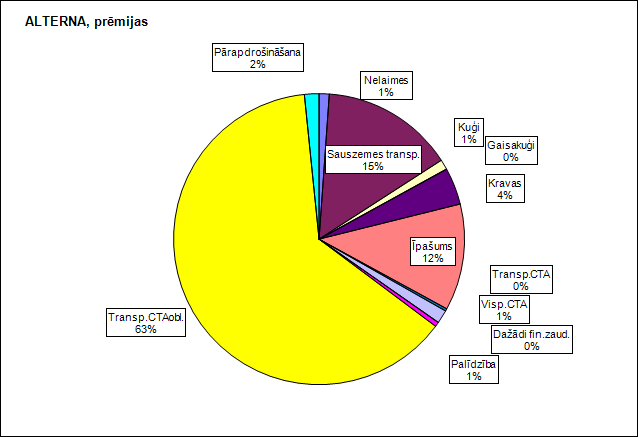 ALTERNA, prēmijas
Pārapdrošināšana
2%
Nelaimes
1%
Sauszemes transp.
15%
Kuģi
1%
Gaisakuģi
0%
Kravas
4%
Īpašums
12%
Transp.CTA
0%
Visp.CTA
1%
Dažādi fin.zaud.
0%
Palīdzība
1%
Transp.CTAobl.
63%